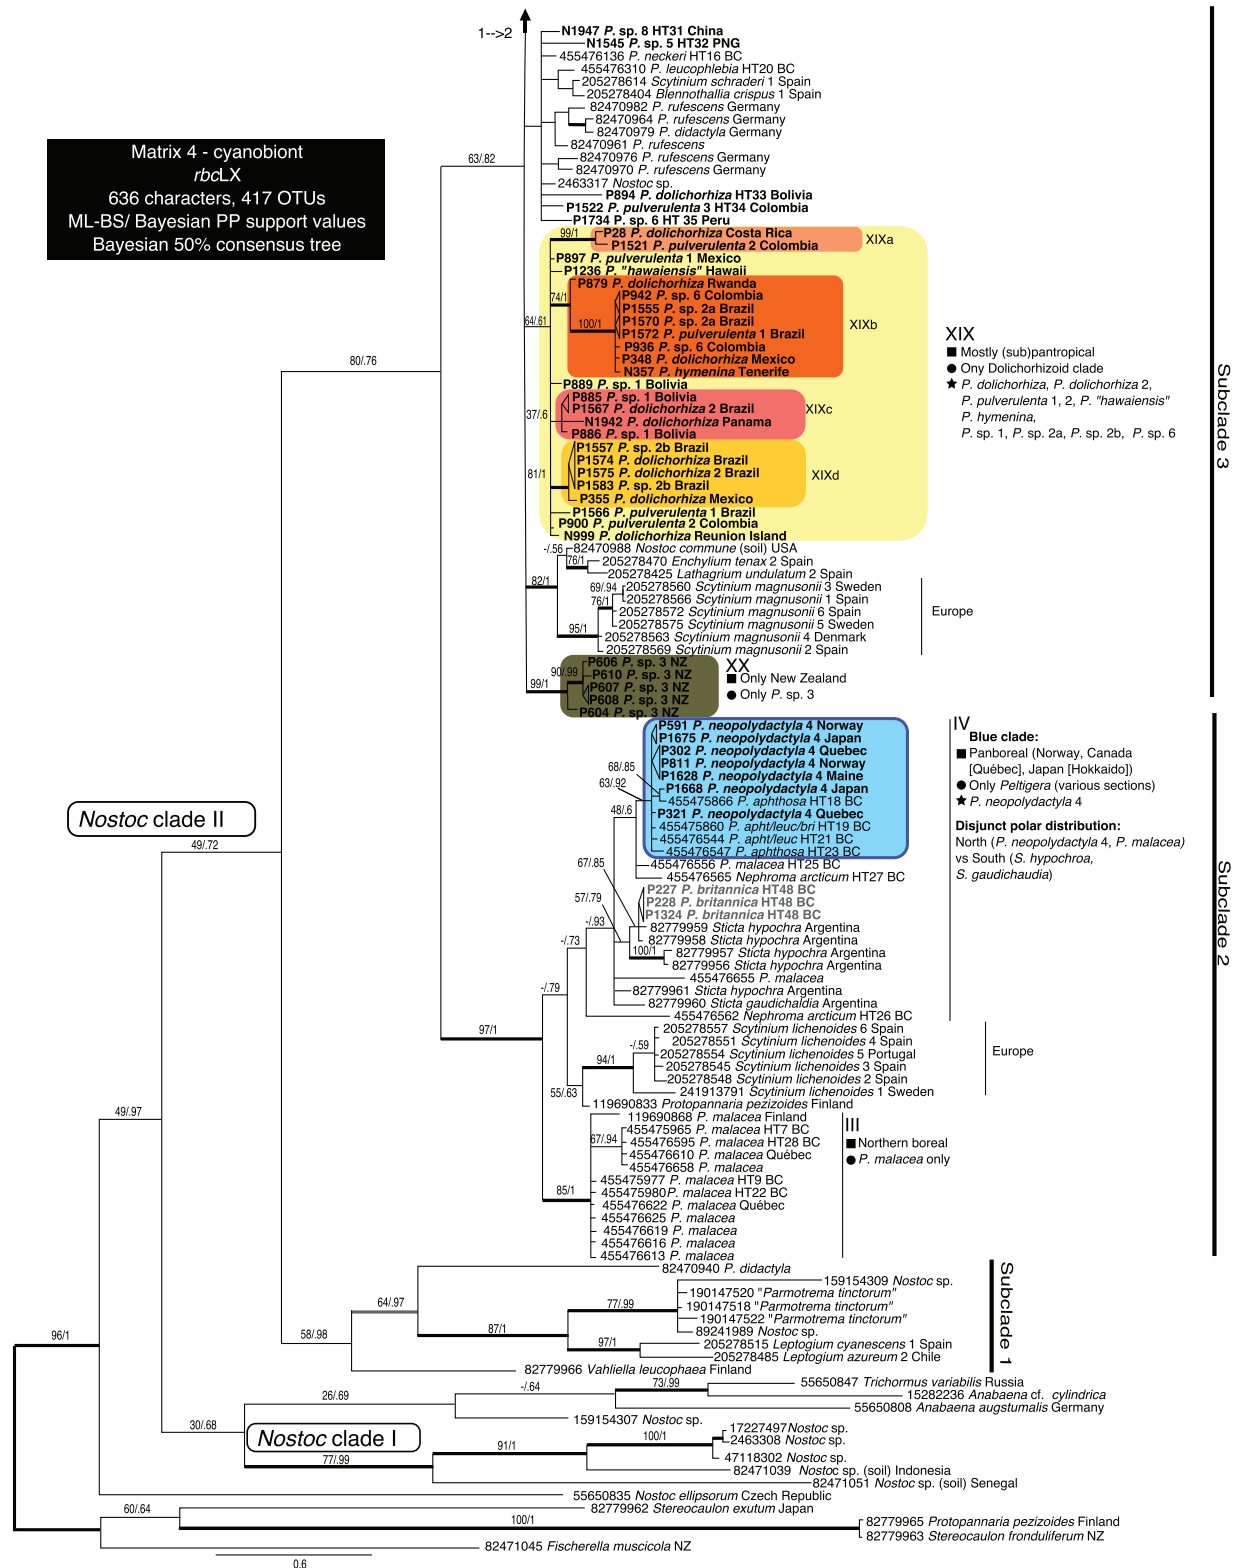 1-->2
N1947 P. sp. 8 HT31 China
N1545 P. sp. 5 HT32 PNG
455476136 P. neckeri HT16 BC
455476310 P. leucophlebia HT20 BC
205278614 Scytinium schraderi 1 Spain
205278404 Blennothallia crispus 1 Spain
82470982 P. rufescens Germany
82470964 P. rufescens Germany
82470979 P. didactyla Germany
82470961 P. rufescens
82470976 P. rufescens Germany
82470970 P. rufescens Germany
2463317 Nostoc sp.
P894 P. dolichorhiza HT33 Bolivia
P1522 P. pulverulenta 3 HT34 Colombia
P1734 P. sp. 6 HT 35 Peru
63/.82
Matrix 4 - cyanobiont
rbcLX
636 characters, 417 OTUs
ML-BS/ Bayesian PP support values
Bayesian 50% consensus tree
99/1
P28 P. dolichorhiza Costa Rica
P1521 P. pulverulenta 2 Colombia
XIXa
P897 P. pulverulenta 1 Mexico
P1236 P. "hawaiensis" Hawaii
P879 P. dolichorhiza Rwanda
74/1
P942 P. sp. 6 Colombia
P1555 P. sp. 2a Brazil
P1570 P. sp. 2a Brazil
100/1
P1572 P. pulverulenta 1 Brazil
P936 P. sp. 6 Colombia
P348 P. dolichorhiza Mexico
N357 P. hymenina Tenerife
XIXb
64/.61
P889 P. sp. 1 Bolivia
P885 P. sp. 1 Bolivia
P1567 P. dolichorhiza 2 Brazil
N1942 P. dolichorhiza Panama
P886 P. sp. 1 Bolivia
XIXc
37/.6
P1557 P. sp. 2b Brazil
P1574 P. dolichorhiza Brazil
P1575 P. dolichorhiza 2 Brazil
P1583 P. sp. 2b Brazil
P355 P. dolichorhiza Mexico
XIXd
81/1
P1566 P. pulverulenta 1 Brazil
P900 P. pulverulenta 2 Colombia
N999 P. dolichorhiza Reunion Island
XIX
■ Mostly (sub)pantropical
● Ony Dolichorhizoid clade
★ P. dolichorhiza, P. dolichorhiza 2,
P. pulverulenta 1, 2, P. "hawaiensis"
P. hymenina,
P. sp. 1, P. sp. 2a, P. sp. 2b, P. sp. 6
Subclade 3
80/.76
-/.56
82470988 Nostoc commune (soil) USA
76/1
205278470 Enchylium tenax 2 Spain
205278425 Lathagrium undulatum 2 Spain
82/1
69/.94
205278560 Scytinium magnusonii 3 Sweden
76/1
205278566 Scytinium magnusonii 1 Spain
205278572 Scytinium magnusonii 6 Spain
205278575 Scytinium magnusonii 5 Sweden
95/1
205278563 Scytinium magnusonii 4 Denmark
205278569 Scytinium magnusonii 2 Spain
Europe
P606 P. sp. 3 NZ
90/.99
P610 P. sp. 3 NZ
P607 P. sp. 3 NZ
99/1
P608 P. sp. 3 NZ
P604 P. sp. 3 NZ
XX
■ Only New Zealand
● Only P. sp. 3
P591 P. neopolydactyla 4 Norway
P1675 P. neopolydactyla 4 Japan
P302 P. neopolydactyla 4 Quebec
P811 P. neopolydactyla 4 Norway
P1628 P. neopolydactyla 4 Maine
68/.85
P1668 P. neopolydactyla 4 Japan
63/.92
455475866 P. aphthosa HT18 BC
48/.6
P321 P. neopolydactyla 4 Quebec
455475860 P. apht/leuc/bri HT19 BC
455476544 P. apht/leuc HT21 BC
455476547 P. aphthosa HT23 BC
455476556 P. malacea HT25 BC
455476565 Nephroma arcticum HT27 BC
IV
Blue clade:
■ Panboreal (Norway, Canada
[Québec], Japan [Hokkaido])
● Only Peltigera (various sections)
★ P. neopolydactyla 4
Disjunct polar distribution:
North (P. neopolydactyla 4, P. malacea)
vs South (S. hypochroa,
S. gaudichaudia)
Subclade 2
Nostoc clade II
49/.72
67/.85
57/.79
P227 P. britannica HT48 BC
P228 P. britannica HT48 BC
P1324 P. britannica HT48 BC
-/.93
82779959 Sticta hypochra Argentina
82779958 Sticta hypochra Argentina
-/.73
100/1
82779957 Sticta hypochra Argentina
82779956 Sticta hypochra Argentina
455476655 P. malacea
-/.79
82779961 Sticta hypochra Argentina
82779960 Sticta gaudichaldia Argentina
455476562 Nephroma arcticum HT26 BC
97/1
205278557 Scytinium lichenoides 6 Spain
205278551 Scytinium lichenoides 4 Spain
-/.59
205278554 Scytinium lichenoides 5 Portugal
94/1
205278545 Scytinium lichenoides 3 Spain
205278548 Scytinium lichenoides 2 Spain
241913791 Scytinium lichenoides 1 Sweden
Europe
55/.63
119690833 Protopannaria pezizoides Finland
119690868 P. malacea Finland
455475965 P. malacea HT7 BC
67/.94
455476595 P. malacea HT28 BC
455476610 P. malacea Québec
455476658 P. malacea
455475977 P. malacea HT9 BC
85/1
455475980P. malacea HT22 BC
455476622 P. malacea Québec
455476625 P. malacea
455476619 P. malacea
455476616 P. malacea
455476613 P. malacea
III
■ Northern boreal
● P. malacea only
49/.97
82470940 P. didactyla
159154309 Nostoc sp.
64/.97
190147520 "Parmotrema tinctorum"
77/.99
190147518 "Parmotrema tinctorum"
190147522 "Parmotrema tinctorum"
87/1
89241989 Nostoc sp.
97/1
205278515 Leptogium cyanescens 1 Spain
205278485 Leptogium azureum 2 Chile
58/.98
82779966 Vahliella leucophaea Finland
Subclade 1
96/1
73/.99
55650847 Trichormus variabilis Russia
-/.64
15282236 Anabaena cf. cylindrica
26/.69
55650808 Anabaena augstumalis Germany
159154307 Nostoc sp.
30/.68
Nostoc clade I
17227497Nostoc sp.
100/1
2463308 Nostoc sp.
91/1
47118302 Nostoc sp.
77/.99
82471039 Nostoc sp. (soil) Indonesia
82471051 Nostoc sp. (soil) Senegal
55650835 Nostoc ellipsorum Czech Republic
60/.64
82779962 Stereocaulon exutum Japan
100/1
82779965 Protopannaria pezizoides Finland
82779963 Stereocaulon fronduliferum NZ
82471045 Fischerella muscicola NZ
0.6